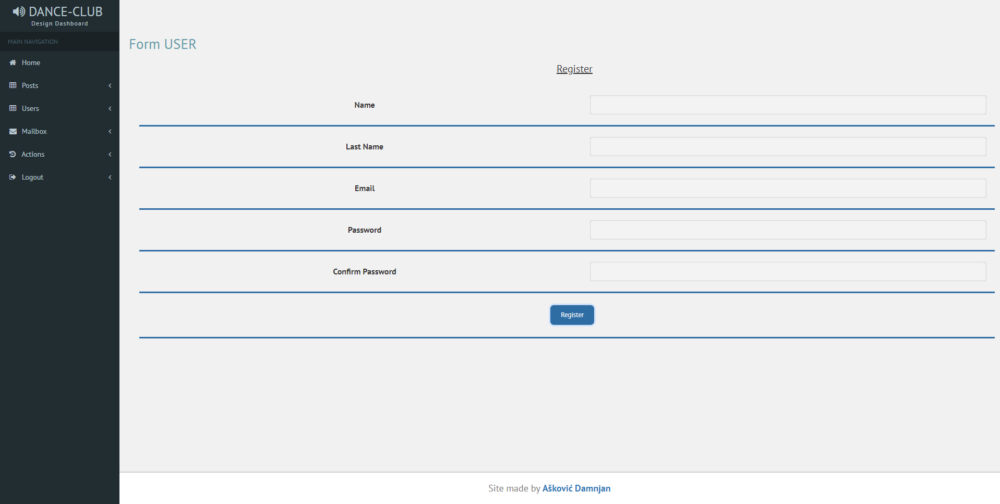 DANCE-CLUB
Design Dashboard
MAIN NAVIGATION
Home
Posts
Users
Mailbox
Actions
Logout
Form USER
Register
Name
Last Name
Email
Password
Confirm Password
Register
Site made by Ašković Damnjan